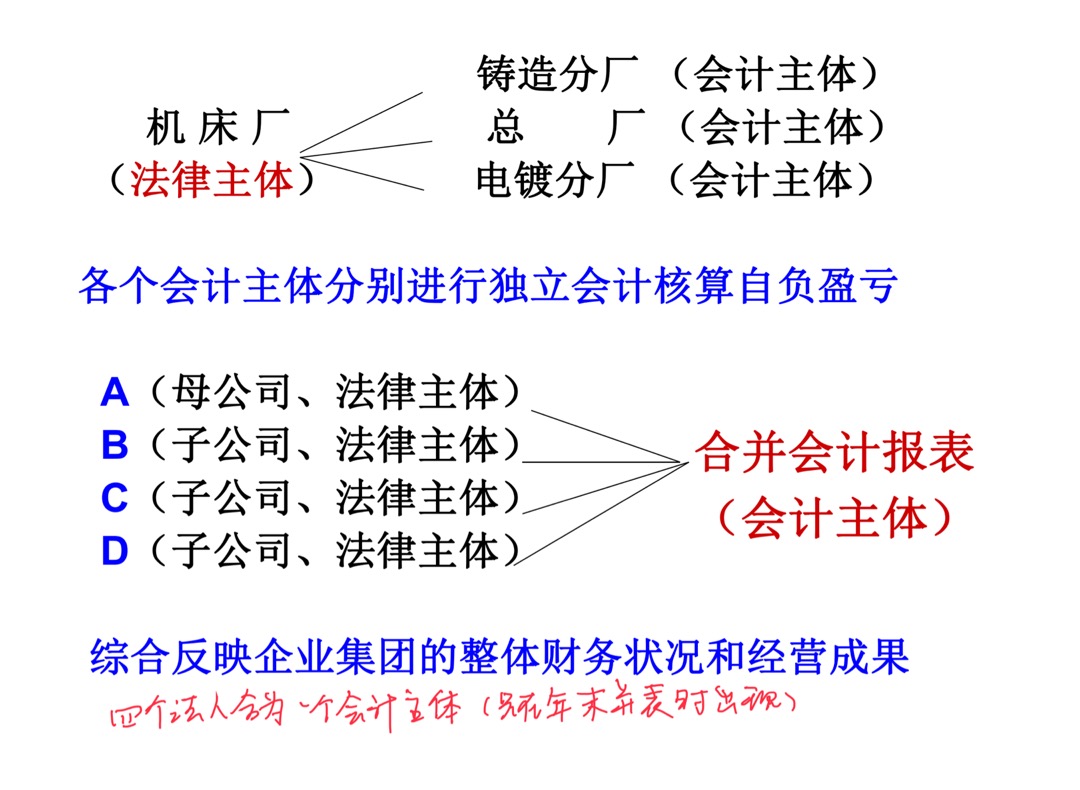 铸造分厂 （会计主体）
机 床 厂 总 厂 （会计主体）
（法律主体） 电镀分厂 （会计主体）
各个会计主体分别进行独立会计核算自负盈亏
A（母公司、法律主体）
B（子公司、法律主体）
合并会计报表
C（子公司、法律主体）
（会计主体）
D（子公司、法律主体）
综合反映企业集团的整体财务状况和经营成果
四个法人合为一个会计主体（只在年末并表时出现）